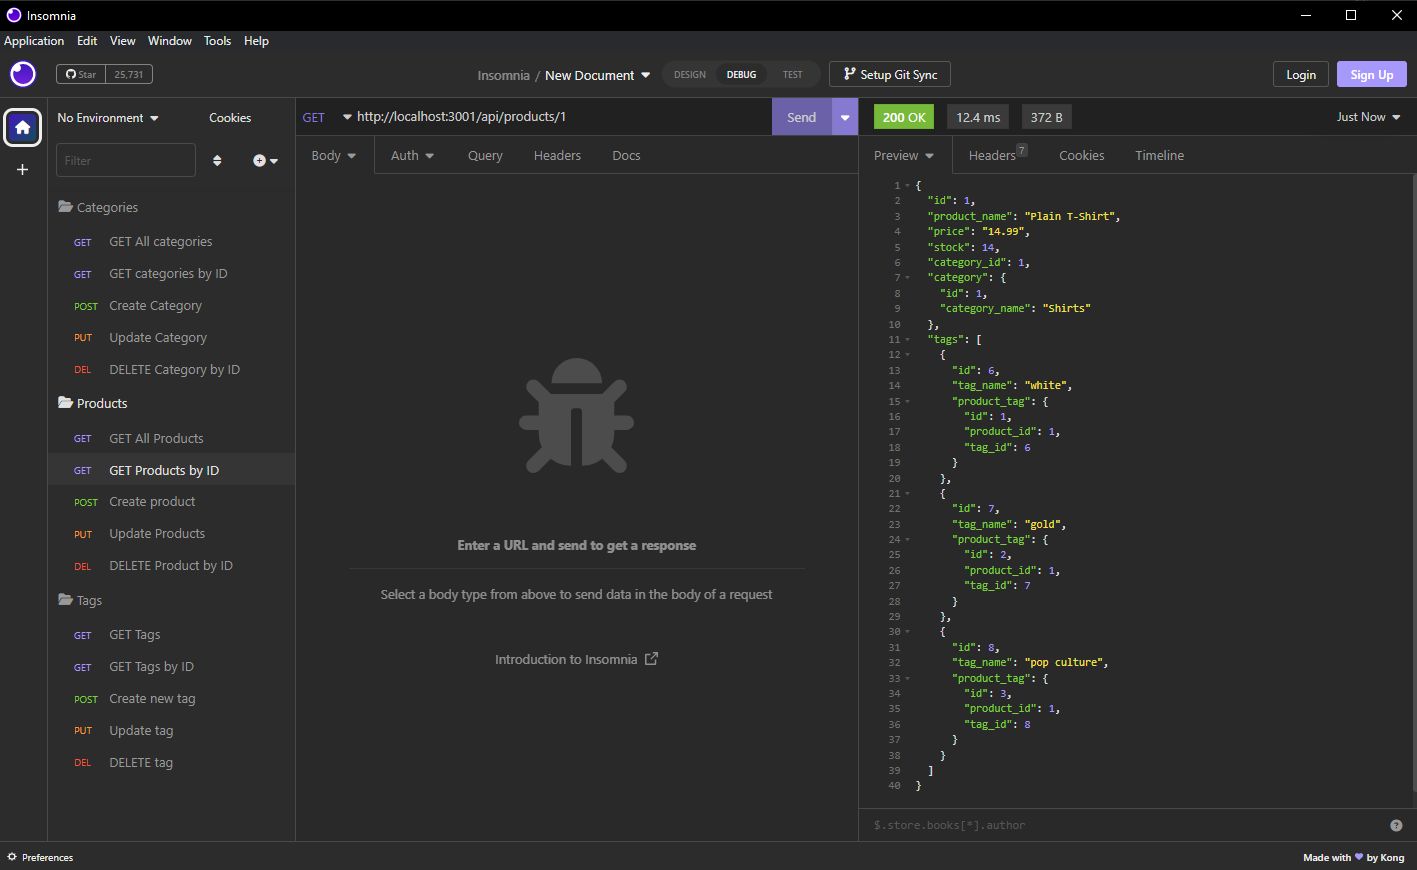 Insomnia
Application Edit View Window Tools Help
Star 25,731
Insomnia / New Document
DESIGN DEBUG TEST
Setup Git Sync
Login
Sign Up
No Environment
Cookies
Filter
Categories
GET GET All categories
GET GET categories by ID
POST Create Category
PUT Update Category
DEL DELETE Category by ID
Products
GET GET All Products
GET GET Products by ID
POST Create product
PUT Update Products
DEL DELETE Product by ID
Tags
GET GET Tags
GET GET Tags by ID
POST Create new tag
PUT Update tag
DEL DELETE tag
GET http://localhost:3001/api/products/1 Send
Body Auth Query Headers Docs
Enter a URL and send to get a response
Select a body type from above to send data in the body of a request
Introduction to Insomnia
200 OK 12.4 ms 372 B Just Now
Preview Headers 7 Cookies Timeline
1 {
2 "id": 1,
3 "product_name": "Plain T-Shirt",
4 "price": "14.99",
5 "stock": 14,
6 "category_id": 1,
7 "category": {
8 "id": 1,
9 "category_name": "Shirts"
10 },
11 "tags": [
12 {
13 "id": 6,
14 "tag_name": "white",
15 "product_tag": {
16 "id": 1,
17 "product_id": 1,
18 "tag_id": 6
19 }
20 },
21 {
22 "id": 7,
23 "tag_name": "gold",
24 "product_tag": {
25 "id": 2,
26 "product_id": 1,
27 "tag_id": 7
28 }
29 },
30 {
31 "id": 8,
32 "tag_name": "pop culture",
33 "product_tag": {
34 "id": 3,
35 "product_id": 1,
36 "tag_id": 8
37 }
38 }
39 ]
40 }
$.store.books[*].author
Preferences
Made with ♥ by Kong